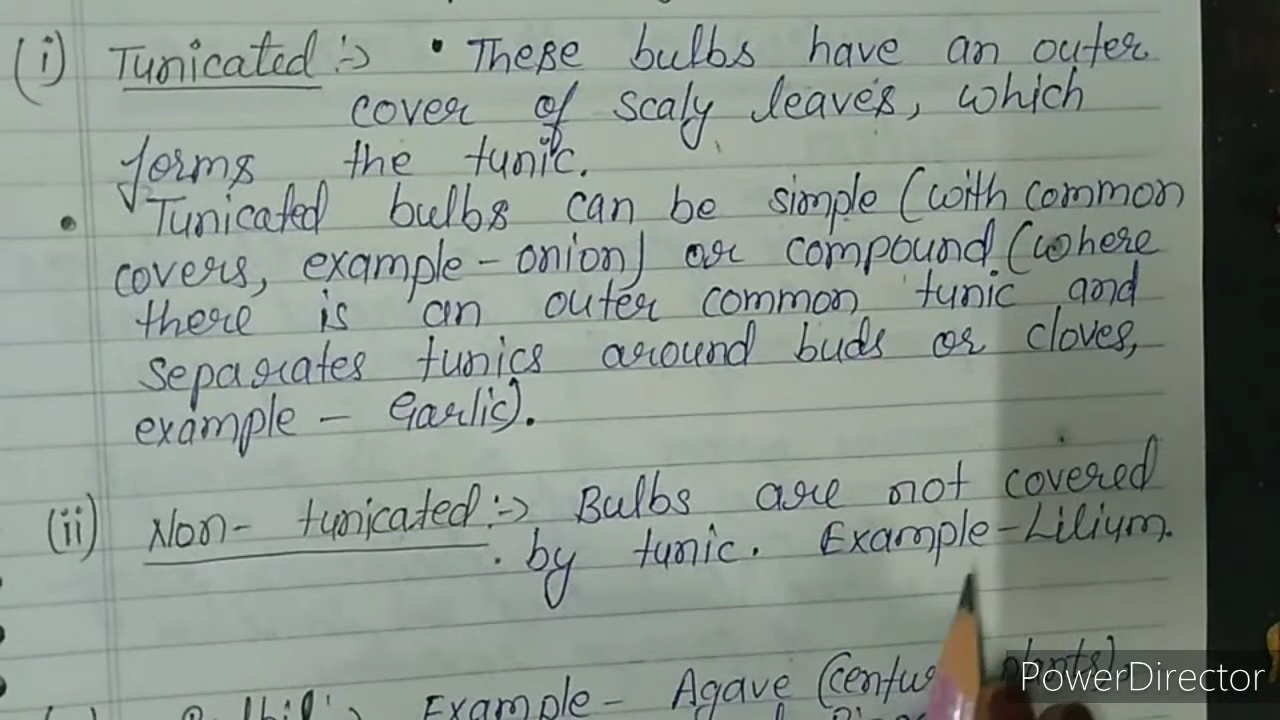 (i) Tunicated :-> • These bulbs have an outer
cover of scaly leaves, which
forms the tunic.
• Tunicated bulbs can be simple (with common
covers, example - onion) or compound (where
there is an outer common tunic and
separates tunics around buds or cloves,
example - Garlic).
(ii) Non- tunicated :-> Bulbs are not covered
by tunic. Example - Lilium.
Example - Agave plants).
PowerDirector